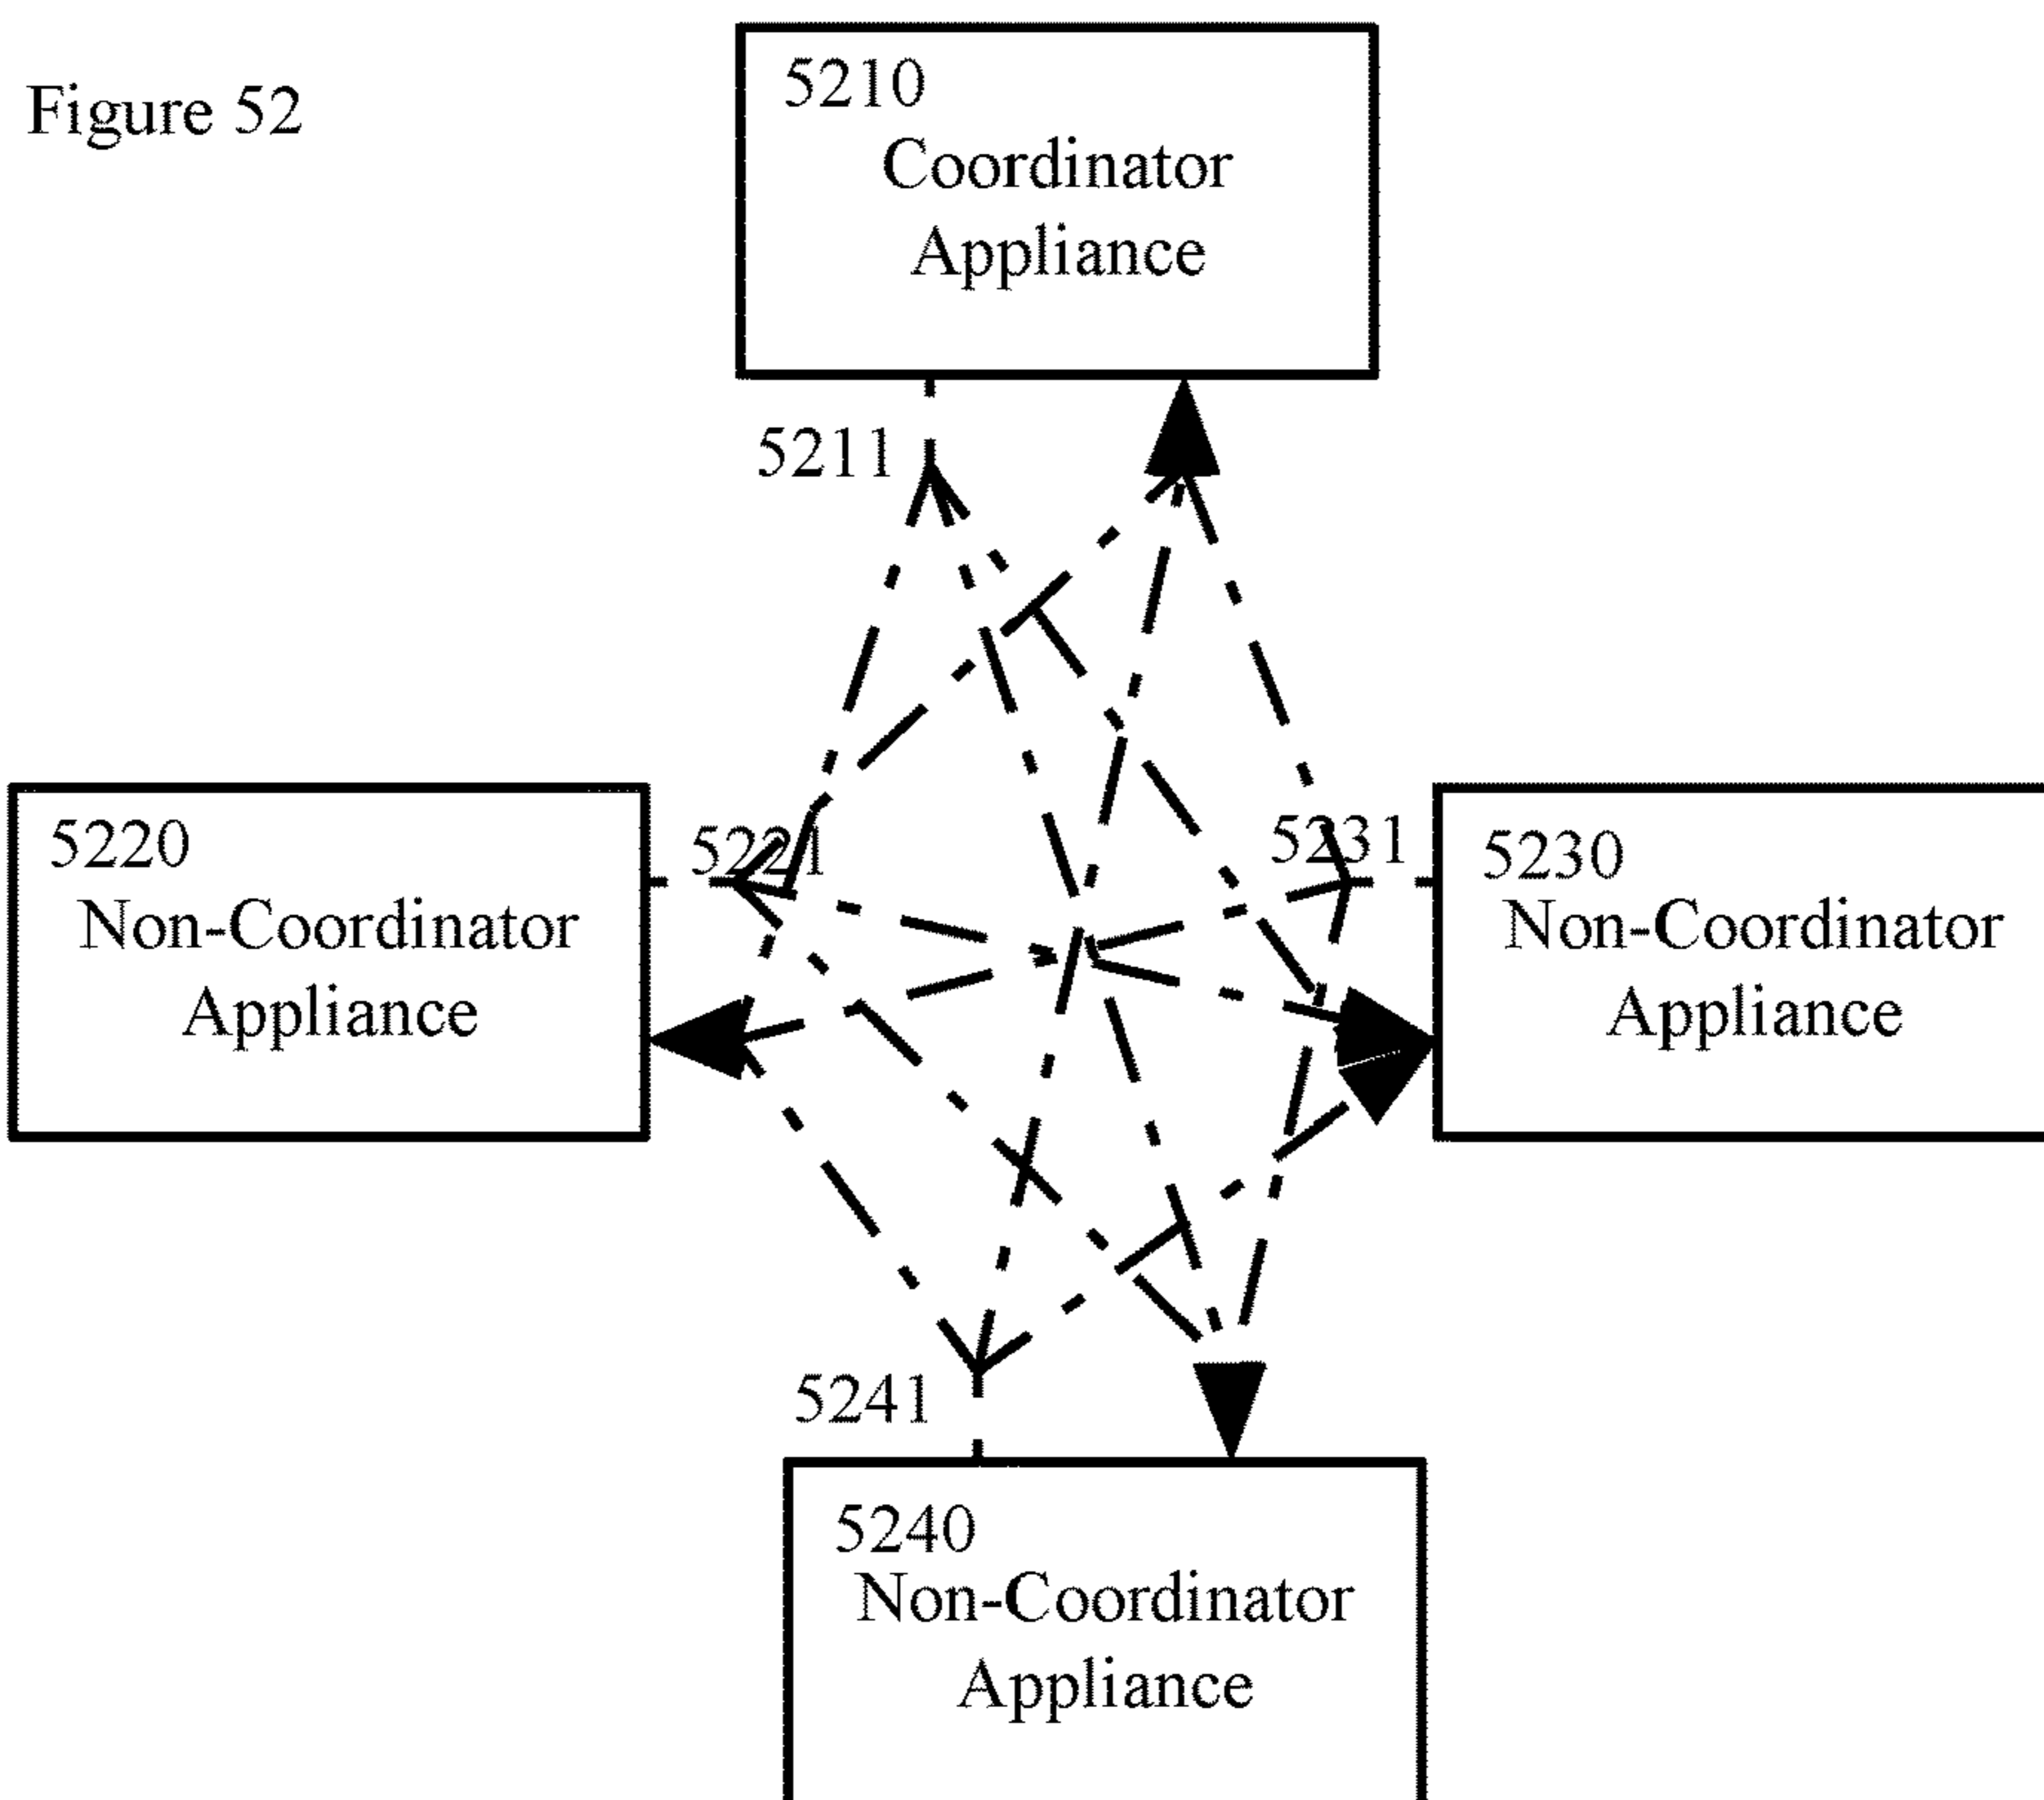 Figure 52
5210
Coordinator
Appliance
5211
5220
Non-Coordinator
Appliance
5221
5231
5230
Non-Coordinator
Appliance
5241
5240
Non-Coordinator
Appliance